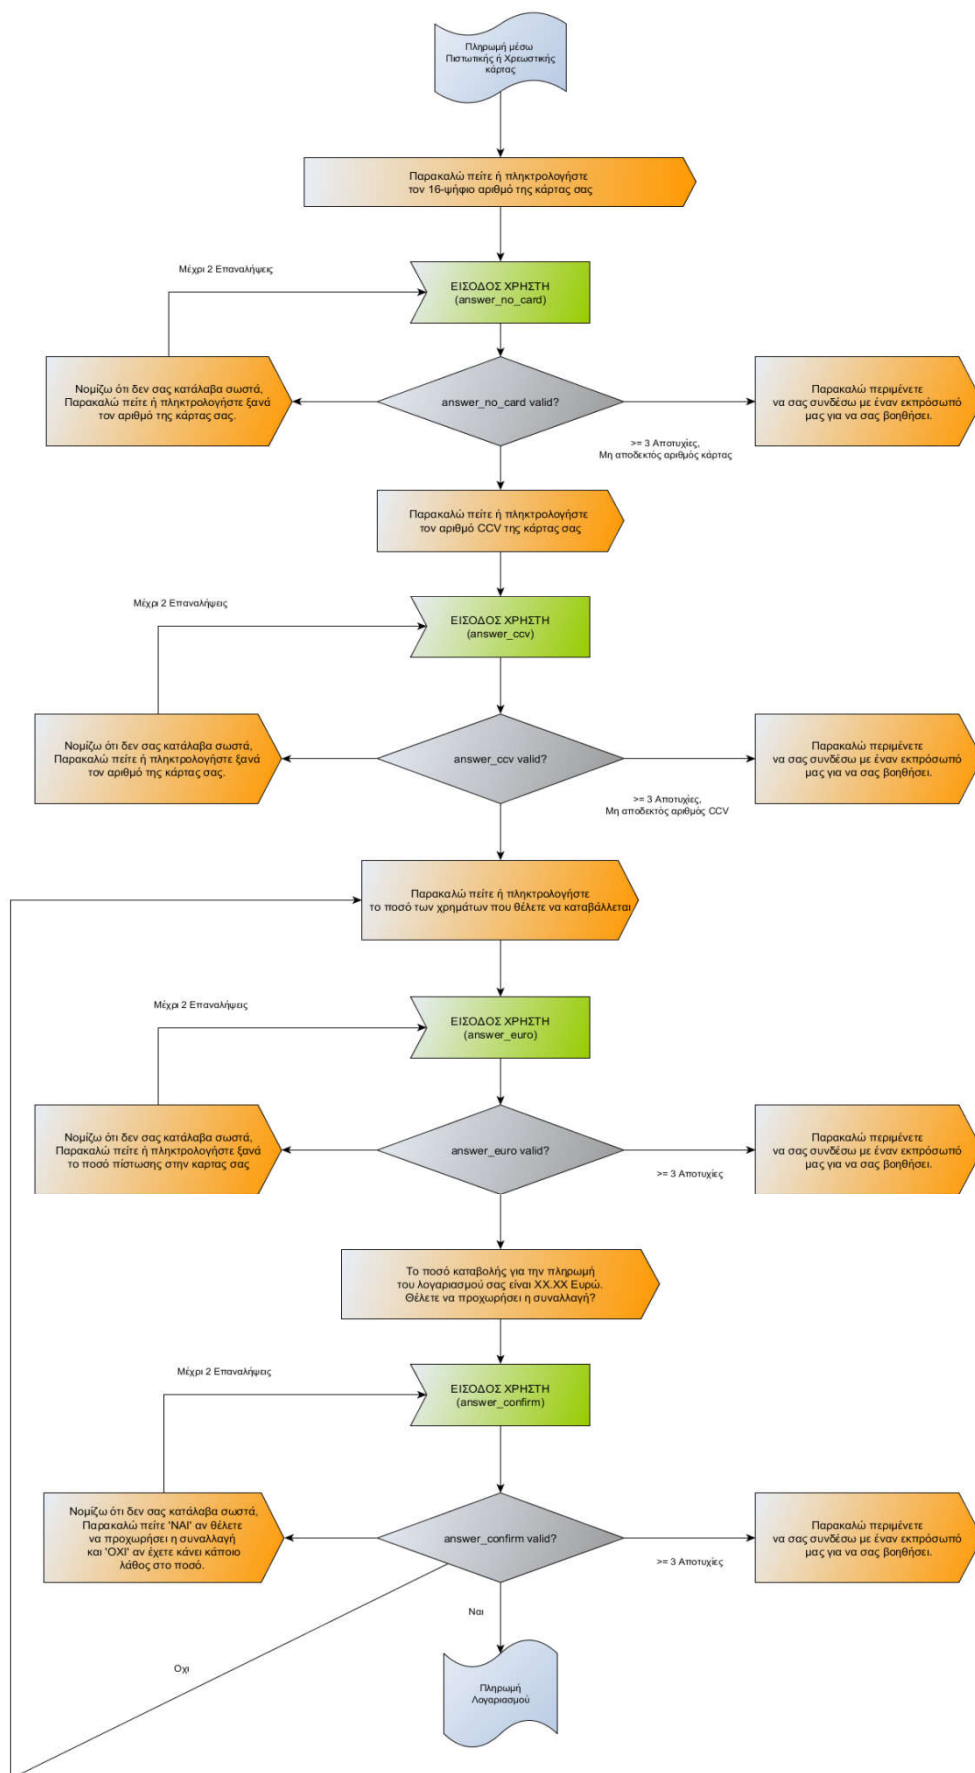 Πληρωμή μέσω
Πιστωτικής ή Χρεωστικής
κάρτας
Παρακαλώ πείτε ή πληκτρολογήστε
τον 16-ψήφιο αριθμό της κάρτας σας
Μέχρι 2 Επαναλήψεις
ΕΙΣΟΔΟΣ ΧΡΗΣΤΗ
(answer_no_card)
Νομίζω ότι δεν σας κατάλαβα σωστά,
Παρακαλώ πείτε ή πληκτρολογήστε ξανά
τον αριθμό της κάρτας σας.
answer_no_card valid?
Παρακαλώ περιμένετε
να σας συνδέσω με έναν εκπρόσωπό
μας για να σας βοηθήσει.
>= 3 Αποτυχίες,
Μη αποδεκτός αριθμός κάρτας
Παρακαλώ πείτε ή πληκτρολογήστε
τον αριθμό CCV της κάρτας σας
Μέχρι 2 Επαναλήψεις
ΕΙΣΟΔΟΣ ΧΡΗΣΤΗ
(answer_ccv)
Νομίζω ότι δεν σας κατάλαβα σωστά,
Παρακαλώ πείτε ή πληκτρολογήστε ξανά
τον αριθμό της κάρτας σας.
answer_ccv valid?
Παρακαλώ περιμένετε
να σας συνδέσω με έναν εκπρόσωπό
μας για να σας βοηθήσει.
>= 3 Αποτυχίες,
Μη αποδεκτός αριθμός CCV
Παρακαλώ πείτε ή πληκτρολογήστε
το ποσό των χρημάτων που θέλετε να καταβάλλεται
Μέχρι 2 Επαναλήψεις
ΕΙΣΟΔΟΣ ΧΡΗΣΤΗ
(answer_euro)
Νομίζω ότι δεν σας κατάλαβα σωστά,
Παρακαλώ πείτε ή πληκτρολογήστε ξανά
το ποσό πίστωσης στην καρτας σας
answer_euro valid?
Παρακαλώ περιμένετε
να σας συνδέσω με έναν εκπρόσωπό
μας για να σας βοηθήσει.
>= 3 Αποτυχίες
Το ποσό καταβολής για την πληρωμή
του λογαριασμού σας είναι XX.XX Ευρώ.
Θέλετε να προχωρήσει η συναλλαγή?
Μέχρι 2 Επαναλήψεις
ΕΙΣΟΔΟΣ ΧΡΗΣΤΗ
(answer_confirm)
Νομίζω ότι δεν σας κατάλαβα σωστά,
Παρακαλώ πείτε 'ΝΑΙ' αν θέλετε
να προχωρήσει η συναλλαγή
και 'ΟΧΙ' αν έχετε κάνει κάποιο
λάθος στο ποσό.
answer_confirm valid?
Παρακαλώ περιμένετε
να σας συνδέσω με έναν εκπρόσωπό
μας για να σας βοηθήσει.
>= 3 Αποτυχίες
Ναι
Οχι
Πληρωμή
Λογαριασμού